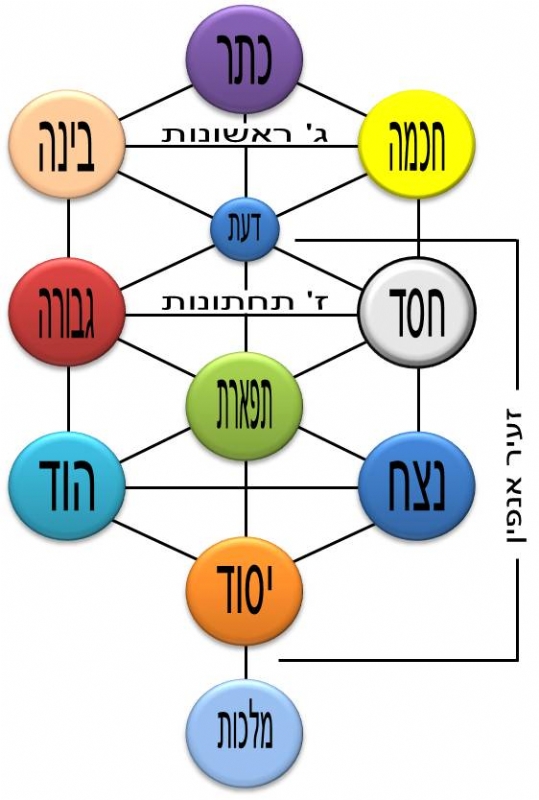 כתר
חכמה
בינה
ג' ראשונות
דעת
חסד
גבורה
ז' תחתונות
תפארת
זעיר אנפין
נצח
הוד
יסוד
מלכות